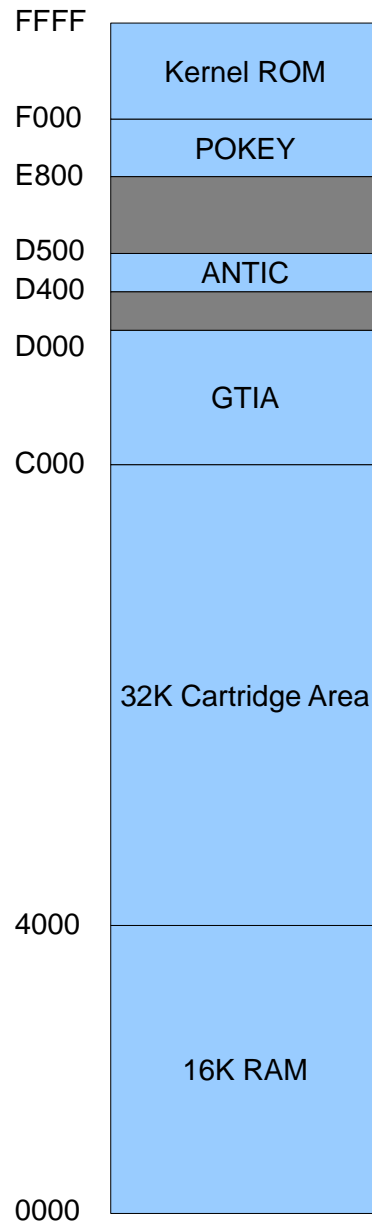 FFFF
Kernel ROM
F000
POKEY
E800
D500
ANTIC
D400
D000
GTIA
C000
32K Cartridge Area
4000
16K RAM
0000